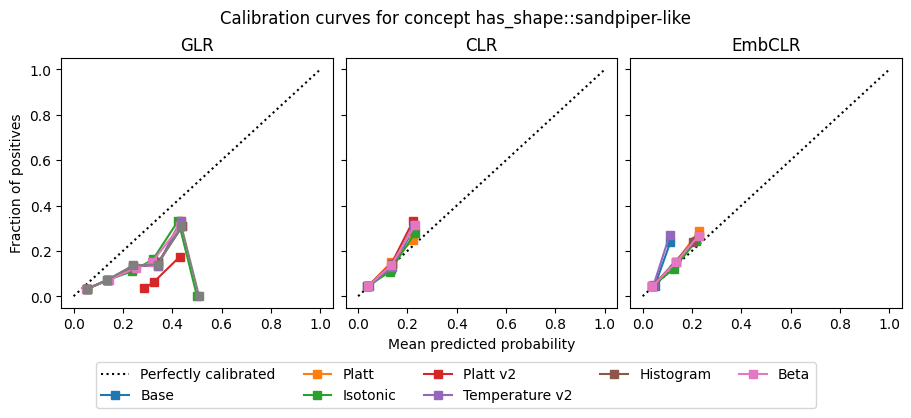 Calibration curves for concept has_shape::sandpiper-like
GLR
CLR
EmbCLR
Fraction of positives
1.0
0.8
0.6
0.4
0.2
0.0
0.0 0.2 0.4 0.6 0.8 1.0
0.0 0.2 0.4 0.6 0.8 1.0
0.0 0.2 0.4 0.6 0.8 1.0
Mean predicted probability
Perfectly calibrated
Base
Platt
Isotonic
Platt v2
Temperature v2
Histogram
Beta